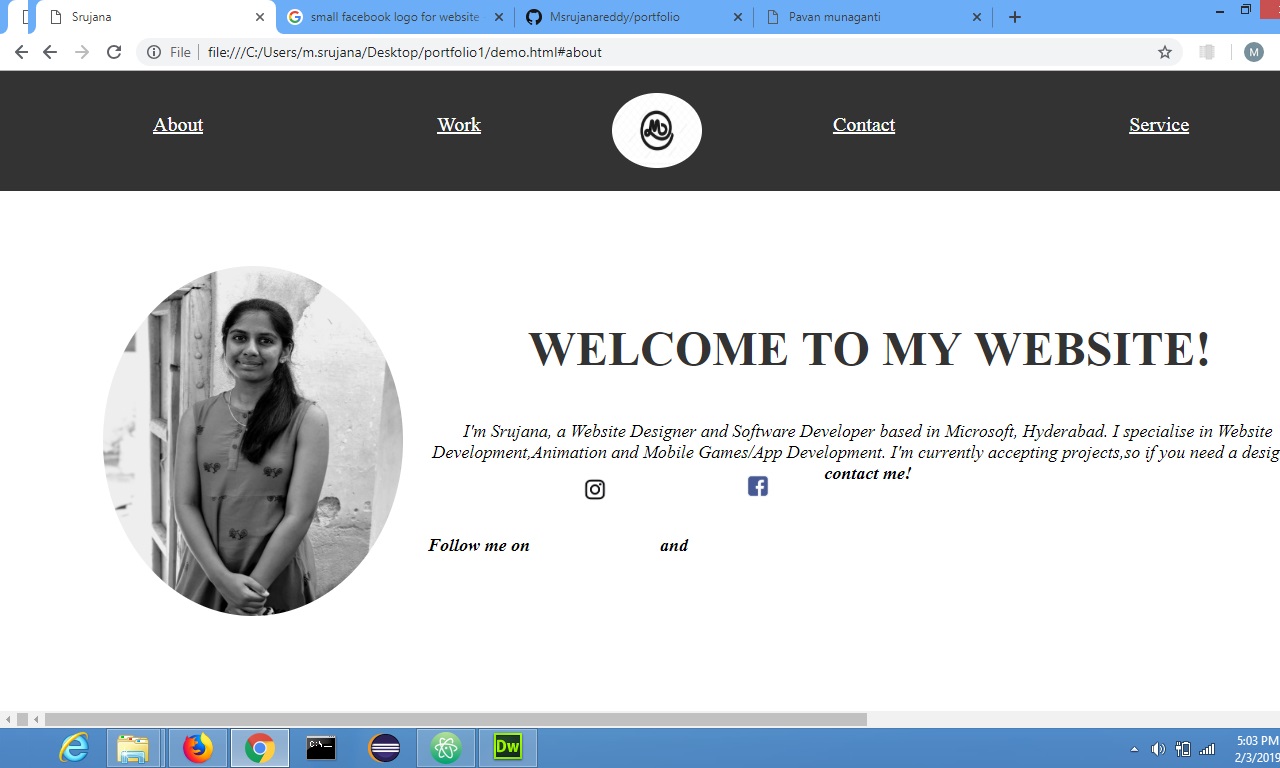 Srujana
small facebook logo for website
Msrujanareddy/portfolio
Pavan munaganti
File
file:///C:/Users/m.srujana/Desktop/portfolio1/demo.html#about
M
About
Work
Contact
Service
WELCOME TO MY WEBSITE!
I'm Srujana, a Website Designer and Software Developer based in Microsoft, Hyderabad. I specialise in Website
Development,Animation and Mobile Games/App Development. I'm currently accepting projects,so if you need a desig
contact me!
Follow me on and
Dw
5:03 PM
2/3/2019